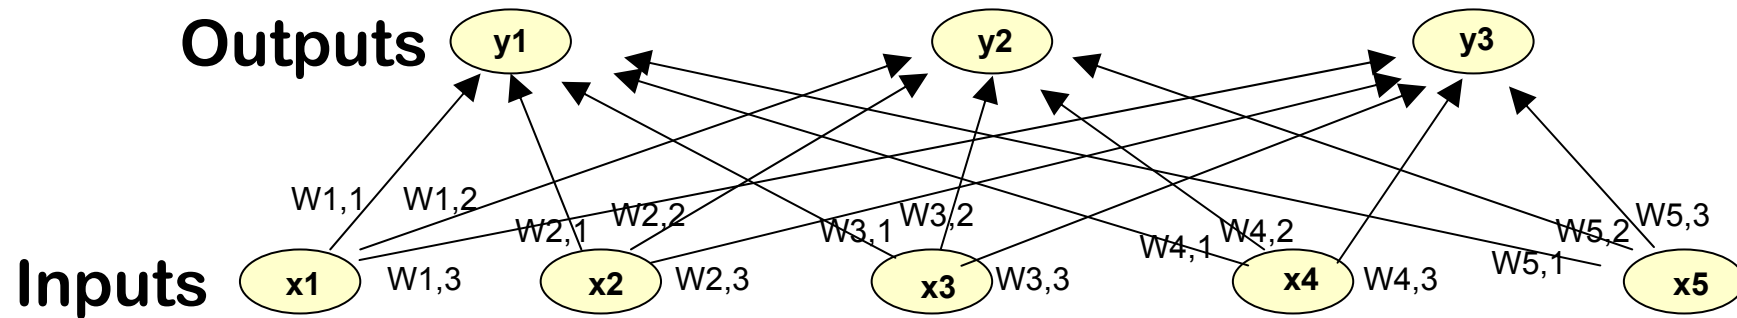 Outputs y1 y2 y3
W1,1 W1,2 W2,1 W2,2 W3,1 W3,2 W4,1 W4,2 W5,1 W5,2 W5,3
Inputs x1 W1,3 x2 W2,3 x3 W3,3 x4 W4,3 x5